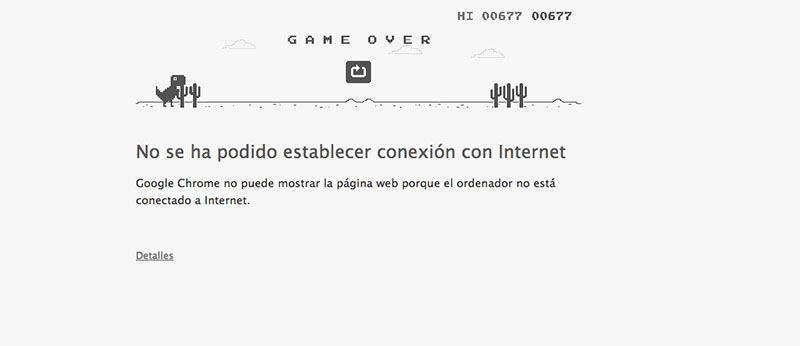 HI 00677 00677
GAME OVER
No se ha podido establecer conexión con Internet
Google Chrome no puede mostrar la página web porque el ordenador no está
conectado a Internet.
Detalles